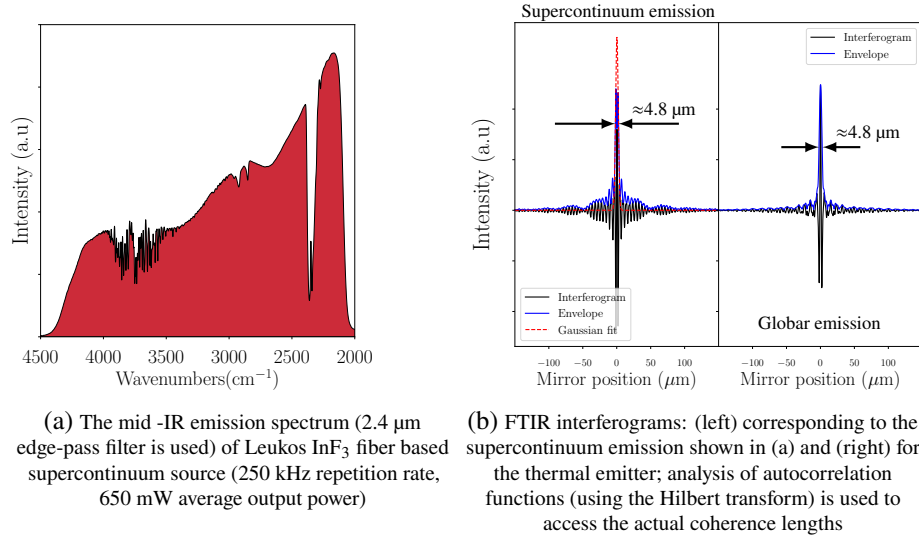 Intensity (a.u)
4500 4000 3500 3000 2500 2000
Wavenumbers(cm⁻¹)
(a) The mid -IR emission spectrum (2.4 μm
edge-pass filter is used) of Leukos InF₃ fiber based
supercontinuum source (250 kHz repetition rate,
650 mW average output power)
Supercontinuum emission
Intensity (a.u)
≈4.8 μm
Interferogram
Envelope
Gaussian fit
−100 −50 0 50 100
Mirror position (μm)
Interferogram
Envelope
≈4.8 μm
Globar emission
−100 −50 0 50 100
Mirror position (μm)
(b) FTIR interferograms: (left) corresponding to the
supercontinuum emission shown in (a) and (right) for
the thermal emitter; analysis of autocorrelation
functions (using the Hilbert transform) is used to
access the actual coherence lengths